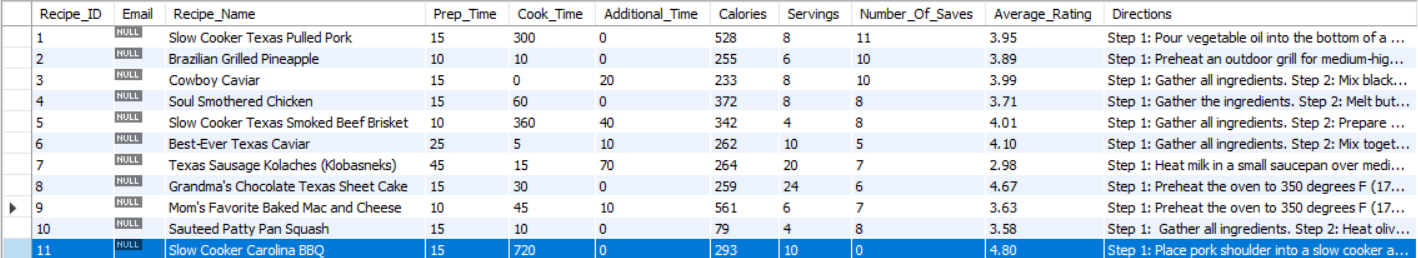 Recipe_ID Email Recipe_Name Prep_Time Cook_Time Additional_Time Calories Servings Number_Of_Saves Average_Rating Directions
1 NULL Slow Cooker Texas Pulled Pork 15 300 0 528 8 11 3.95 Step 1: Pour vegetable oil into the bottom of a ...
2 NULL Brazilian Grilled Pineapple 10 10 0 255 6 10 3.89 Step 1: Preheat an outdoor grill for medium-hig...
3 NULL Cowboy Caviar 15 0 20 233 8 10 3.99 Step 1: Gather all ingredients. Step 2: Mix black...
4 NULL Soul Smothered Chicken 15 60 0 372 8 8 3.71 Step 1: Gather the ingredients. Step 2: Melt but...
5 NULL Slow Cooker Texas Smoked Beef Brisket 10 360 40 342 4 8 4.01 Step 1: Gather all ingredients. Step 2: Prepare ...
6 NULL Best-Ever Texas Caviar 25 5 10 262 10 5 4.10 Step 1: Gather all ingredients. Step 2: Mix toget...
7 NULL Texas Sausage Kolaches (Klobasneks) 45 15 70 264 20 7 2.98 Step 1: Heat milk in a small saucepan over medi...
8 NULL Grandma's Chocolate Texas Sheet Cake 15 30 0 259 24 6 4.67 Step 1: Preheat the oven to 350 degrees F (17...
9 NULL Mom's Favorite Baked Mac and Cheese 10 45 10 561 6 7 3.63 Step 1: Preheat the oven to 350 degrees F (17...
10 NULL Sauteed Patty Pan Squash 15 10 0 79 4 8 3.58 Step 1:  Gather all ingredients. Step 2: Heat oliv...
11 NULL Slow Cooker Carolina BBQ 15 720 0 293 10 0 4.80 Step 1: Place pork shoulder into a slow cooker a...